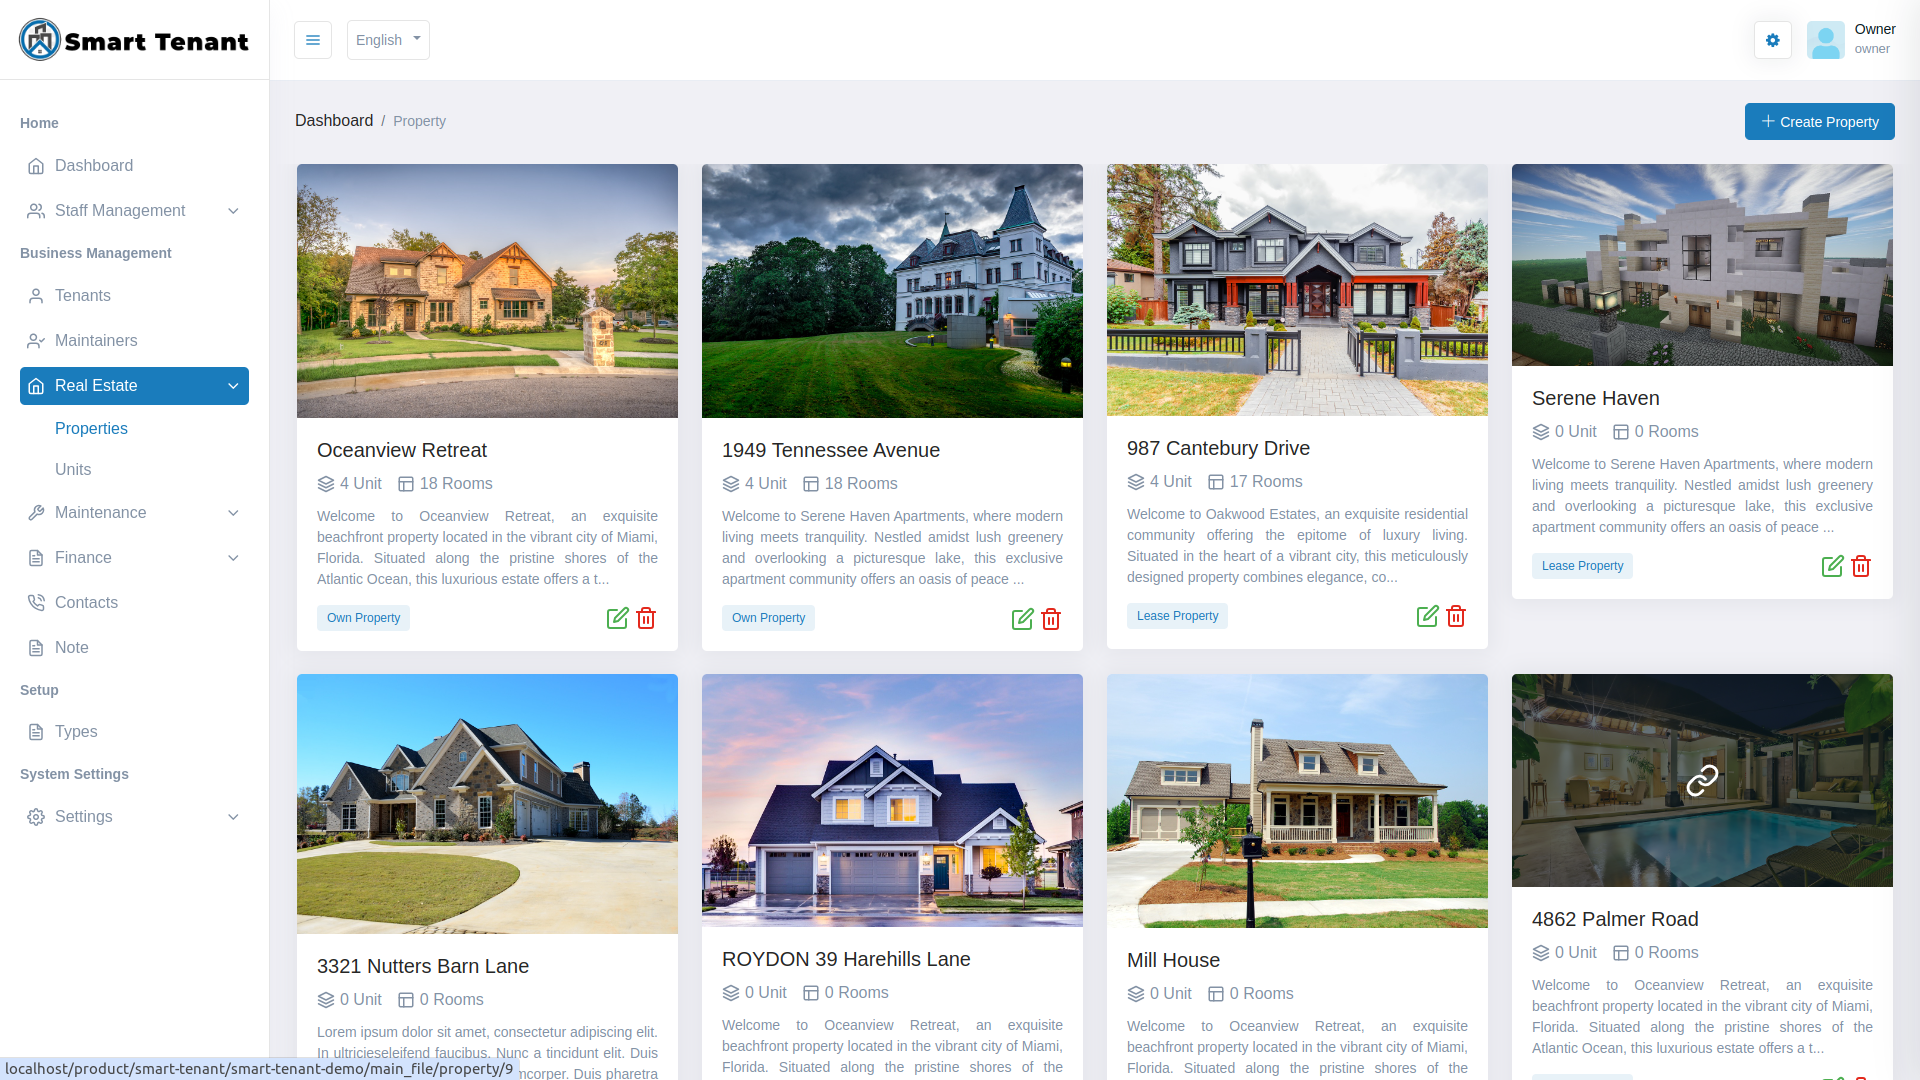 Smart Tenant
English
Owner
owner
Home
Dashboard
Staff Management
Business Management
Tenants
Maintainers
Real Estate
Properties
Units
Maintenance
Finance
Contacts
Note
Setup
Types
System Settings
Settings
Dashboard / Property
Create Property
Oceanview Retreat
4 Unit 18 Rooms
Welcome to Oceanview Retreat, an exquisite
beachfront property located in the vibrant city of Miami,
Florida. Situated along the pristine shores of the
Atlantic Ocean, this luxurious estate offers a t...
Own Property
1949 Tennessee Avenue
4 Unit 18 Rooms
Welcome to Serene Haven Apartments, where modern
living meets tranquility. Nestled amidst lush greenery
and overlooking a picturesque lake, this exclusive
apartment community offers an oasis of peace ...
Own Property
987 Cantebury Drive
4 Unit 17 Rooms
Welcome to Oakwood Estates, an exquisite residential
community offering the epitome of luxury living.
Situated in the heart of a vibrant city, this meticulously
designed property combines elegance, co...
Lease Property
Serene Haven
0 Unit 0 Rooms
Welcome to Serene Haven Apartments, where modern
living meets tranquility. Nestled amidst lush greenery
and overlooking a picturesque lake, this exclusive
apartment community offers an oasis of peace ...
Lease Property
3321 Nutters Barn Lane
0 Unit 0 Rooms
Lorem ipsum dolor sit amet, consectetur adipiscing elit.
In ultricieseleifend faucibus. Nunc a tincidunt elit. Duis
mcorper. Duis pharetra
ROYDON 39 Harehills Lane
0 Unit 0 Rooms
Welcome to Oceanview Retreat, an exquisite
beachfront property located in the vibrant city of Miami,
Florida. Situated along the pristine shores of the
Mill House
0 Unit 0 Rooms
Welcome to Oceanview Retreat, an exquisite
beachfront property located in the vibrant city of Miami,
Florida. Situated along the pristine shores of the
4862 Palmer Road
0 Unit 0 Rooms
Welcome to Oceanview Retreat, an exquisite
beachfront property located in the vibrant city of Miami,
Florida. Situated along the pristine shores of the
Atlantic Ocean, this luxurious estate offers a t...
localhost/product/smart-tenant/smart-tenant-demo/main_file/property/9